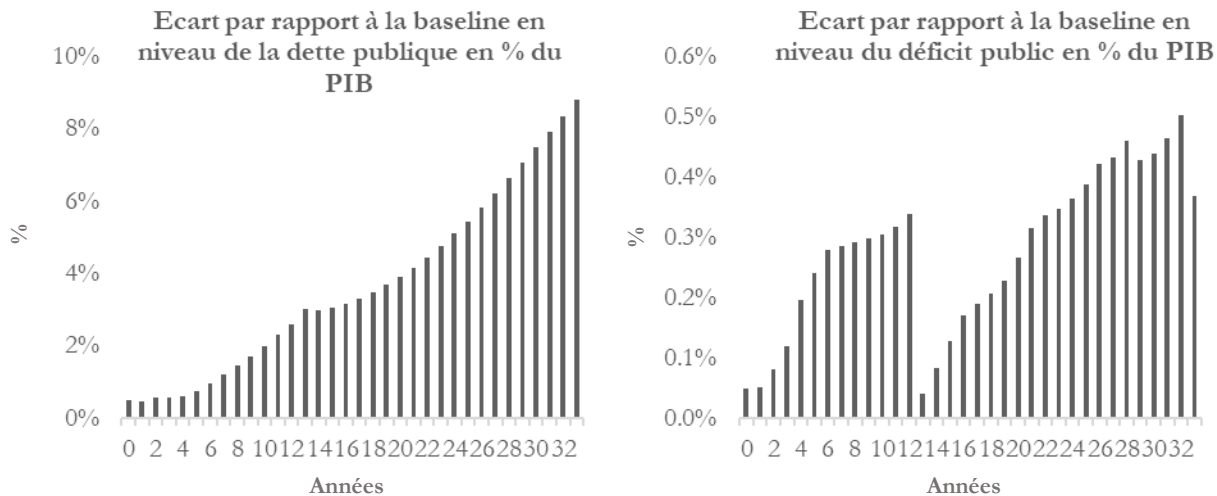 Ecart par rapport à la baseline en
niveau de la dette publique en % du
PIB
10%
8%
6%
4%
2%
0%
%
0 2 4 6 8 10 12 14 16 18 20 22 24 26 28 30 32
Années
Ecart par rapport à la baseline en
niveau du déficit public en % du PIB
0.6%
0.5%
0.4%
0.3%
0.2%
0.1%
0.0%
%
0 2 4 6 8 10 12 14 16 18 20 22 24 26 28 30 32
Années